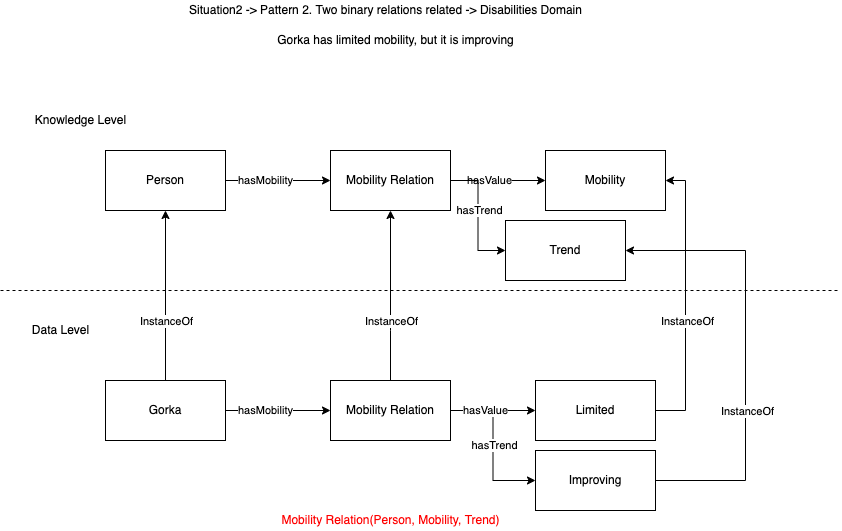 Situation2 -> Pattern 2. Two binary relations related -> Disabilities Domain
Gorka has limited mobility, but it is improving
Knowledge Level
Person
hasMobility
Mobility Relation
hasValue
Mobility
hasTrend
Trend
InstanceOf
InstanceOf
InstanceOf
Data Level
Gorka
hasMobility
Mobility Relation
hasValue
Limited
InstanceOf
hasTrend
Improving
Mobility Relation(Person, Mobility, Trend)